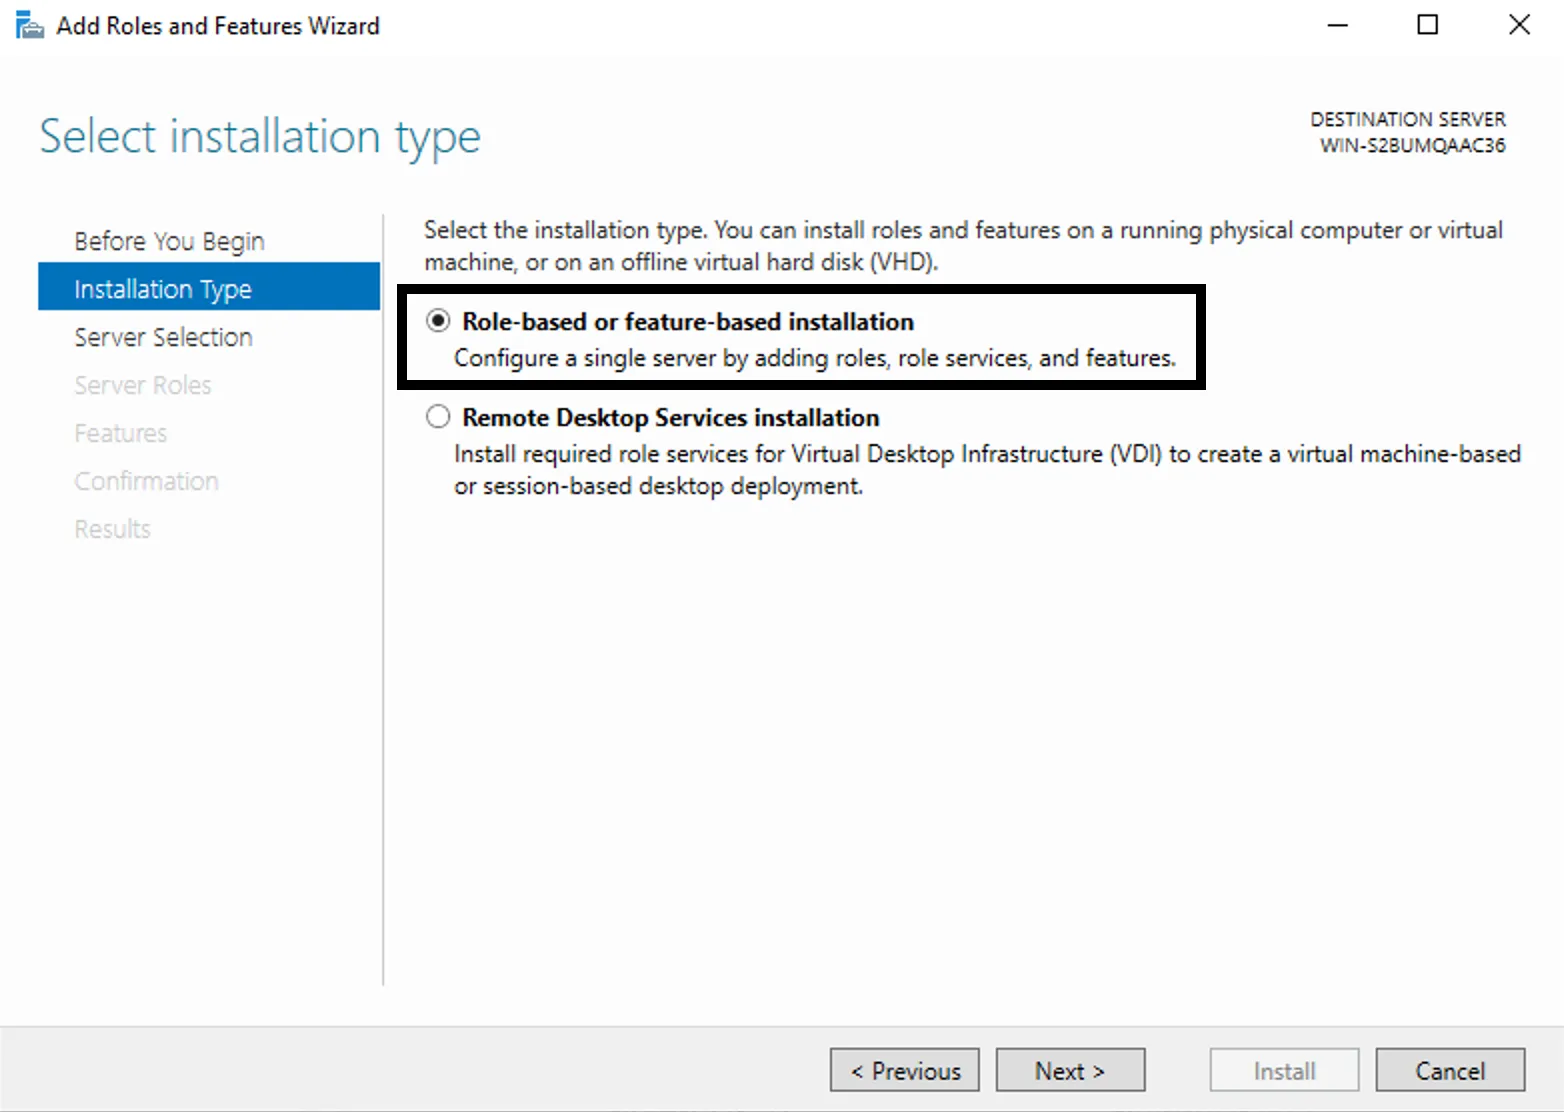 Add Roles and Features Wizard
Select installation type
DESTINATION SERVER
WIN-S2BUMQAAC36
Before You Begin
Installation Type
Server Selection
Server Roles
Features
Confirmation
Results
Select the installation type. You can install roles and features on a running physical computer or virtual
machine, or on an offline virtual hard disk (VHD).
Role-based or feature-based installation
Configure a single server by adding roles, role services, and features.
Remote Desktop Services installation
Install required role services for Virtual Desktop Infrastructure (VDI) to create a virtual machine-based
or session-based desktop deployment.
< Previous
Next >
Install
Cancel